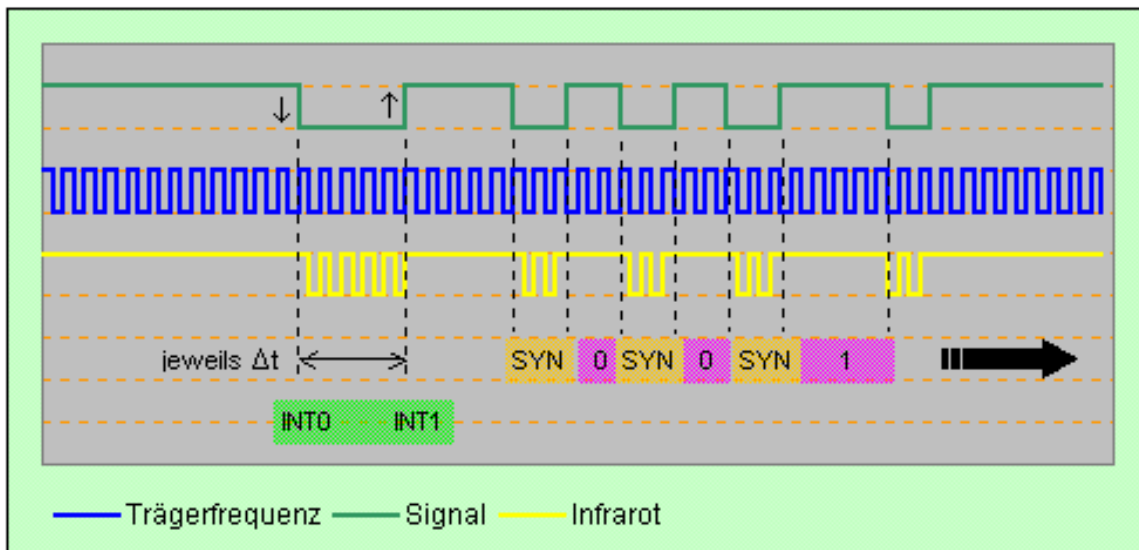 jeweils Δt SYN 0 SYN 0 SYN 1
INT0 INT1
Trägerfrequenz Signal Infrarot